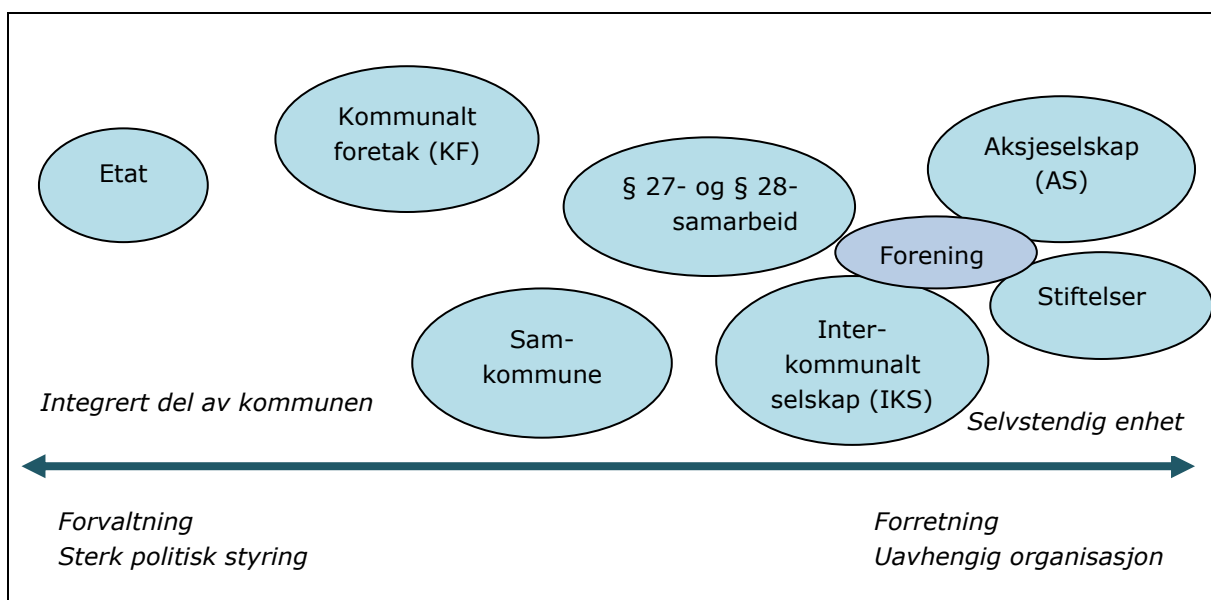 Etat
Kommunalt
foretak (KF)
§ 27- og § 28-
samarbeid
Aksjeselskap
(AS)
Forening
Stiftelser
Sam-
kommune
Inter-
kommunalt
selskap (IKS)
Integrert del av kommunen
Selvstendig enhet
Forvaltning
Sterk politisk styring
Forretning
Uavhengig organisasjon